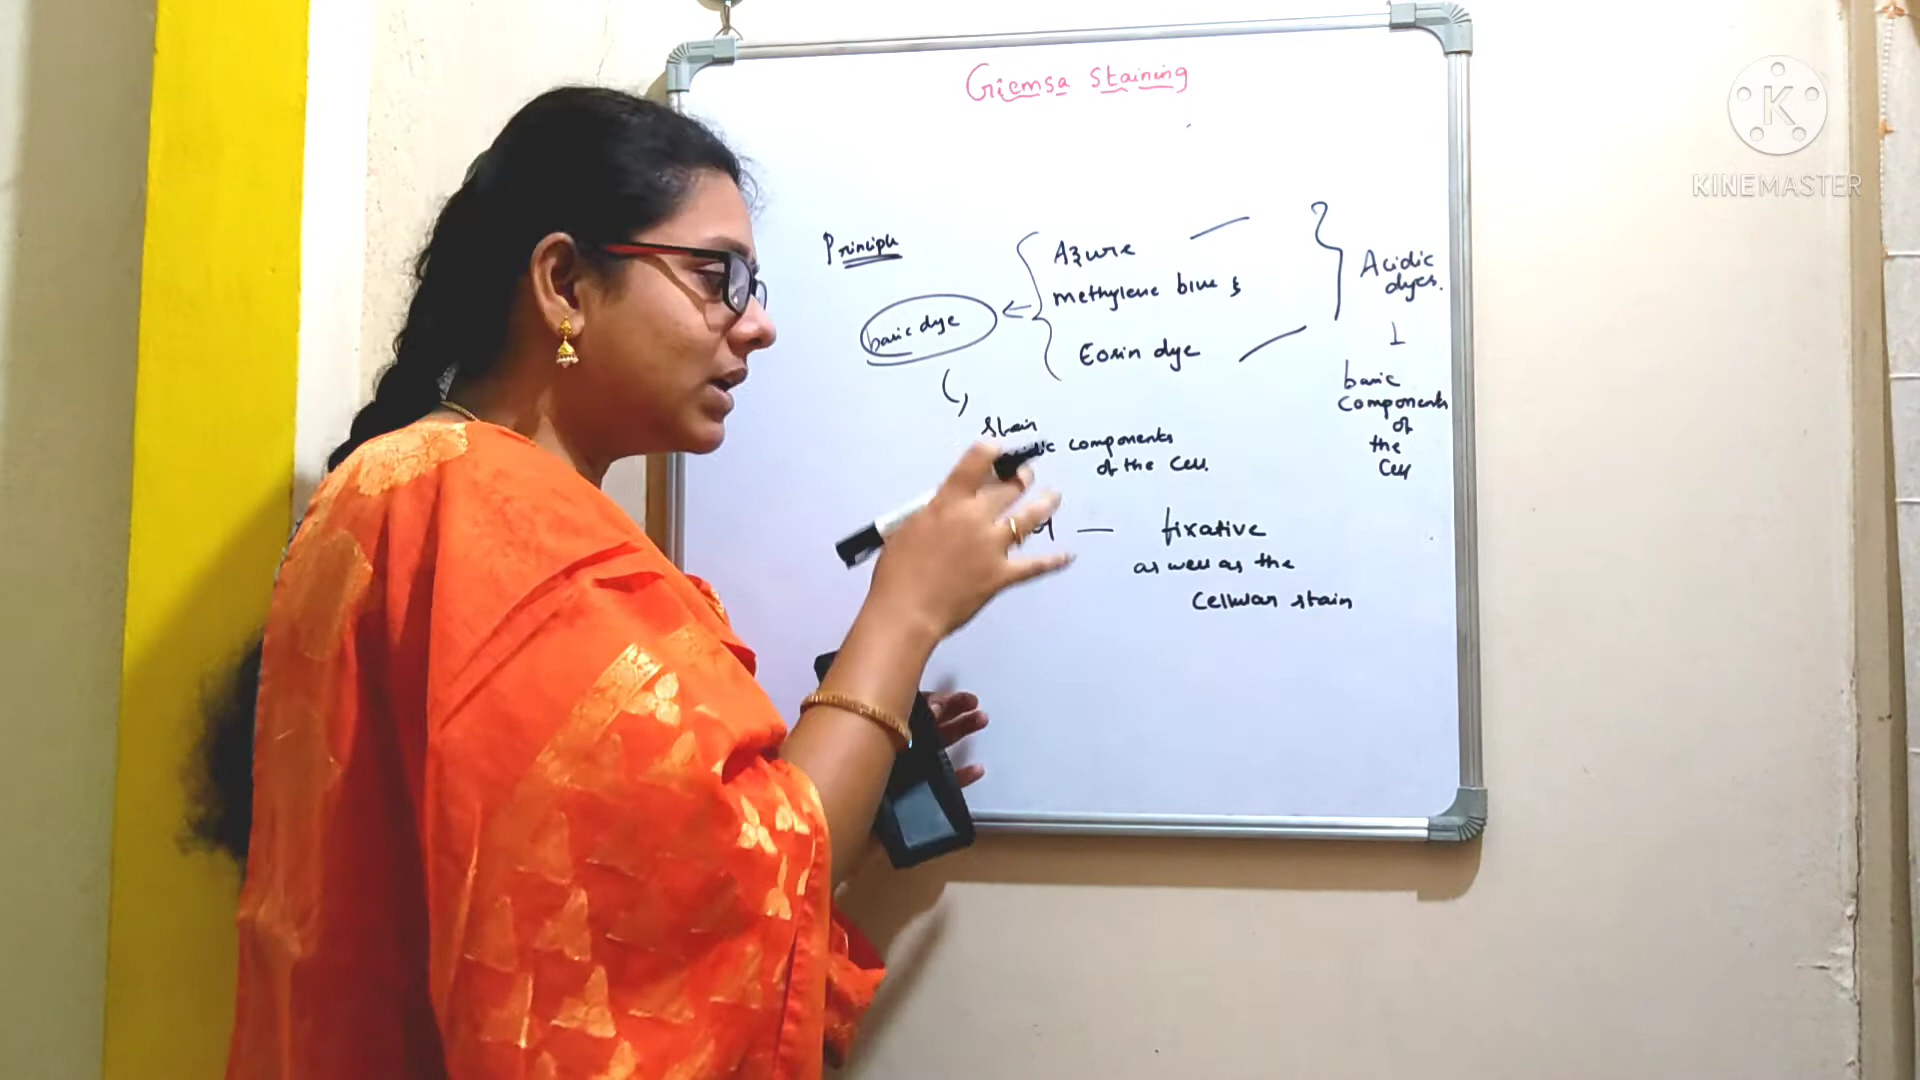 Giemsa Staining
KINEMASTER
Principle
Azure
methylene blue &
Eosin dye
basic dye
Acidic
dyes.
basic
Components
of
the
Cell
Stain
components
of the Cell.
— fixative
as well as the
Cellular stain